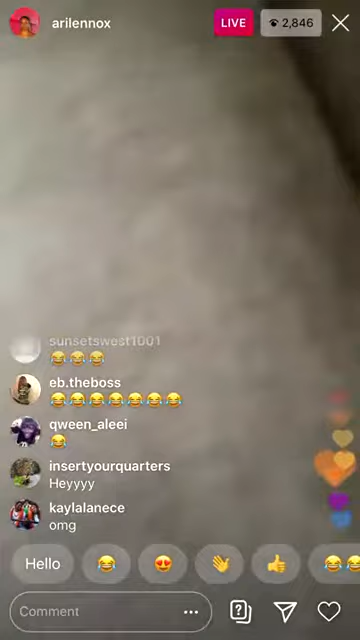 arilennox
LIVE
2,846
sunsetswest1001
😂😂😂
eb.theboss
😂😂😂😂😂😂😂
qween_aleei
😂
insertyourquarters
Heyyyy
kaylalanece
omg
Hello
Comment